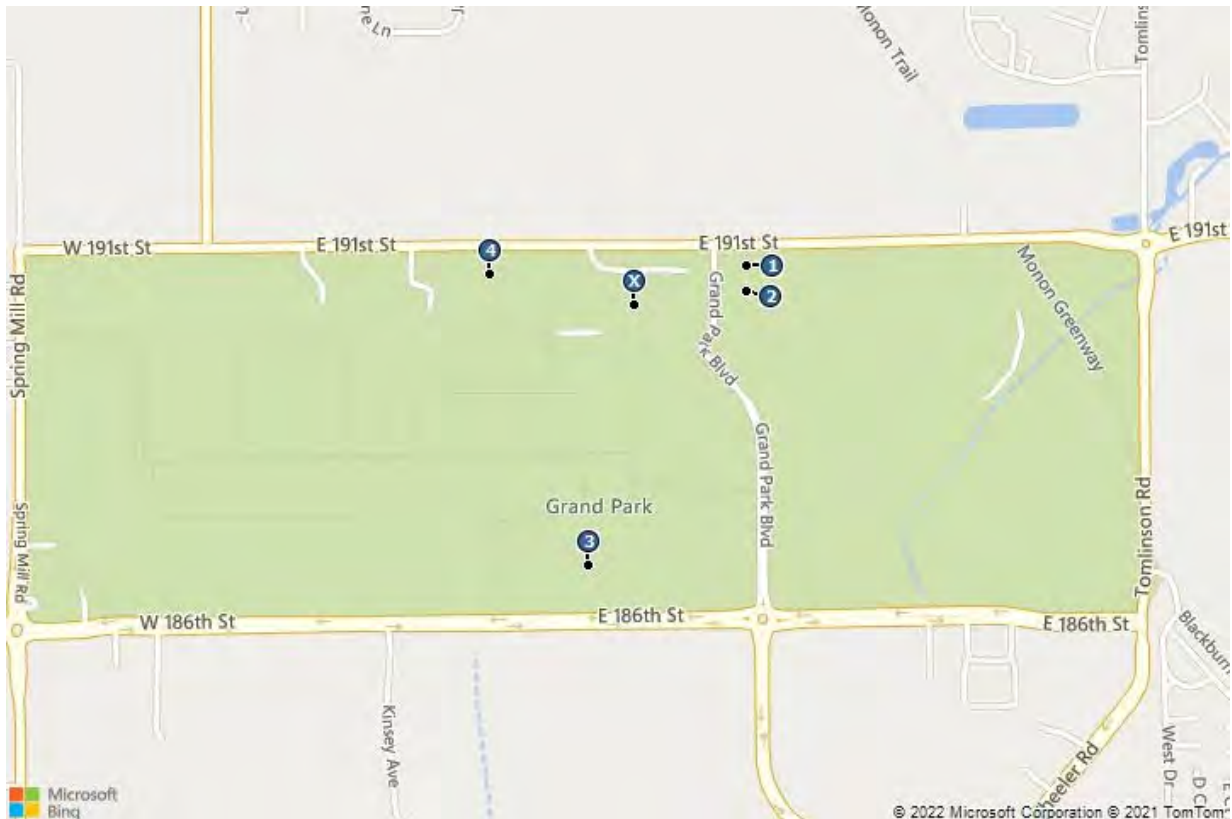 Monon Trail
Tomlins
W 191st St
E 191st St
E 191st St
E 191st
4
1
X
2
Spring Mill Rd
Grand Park Blvd
Monon Greenway
Grand Park Blvd
Grand Park
3
Spring Mill Rd
Tomlinson Rd
W 186th St
E 186th St
E 186th St
Blackburn
Kinsey Ave
West Dr
heeler Rd
Microsoft
Bing
© 2022 Microsoft Corporation © 2021 TomTom